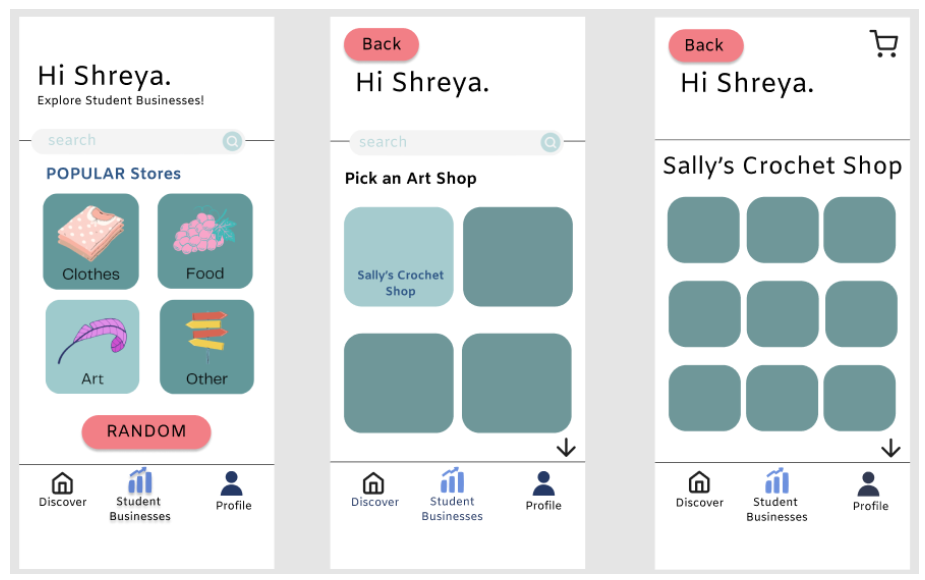 Hi Shreya.
Explore Student Businesses!
search
POPULAR Stores
Clothes
Food
Art
Other
RANDOM
Discover
Student
Businesses
Profile
Back
Hi Shreya.
search
Pick an Art Shop
Sally's Crochet
Shop
Discover
Student
Businesses
Profile
Back
Hi Shreya.
Sally's Crochet Shop
Discover
Student
Businesses
Profile